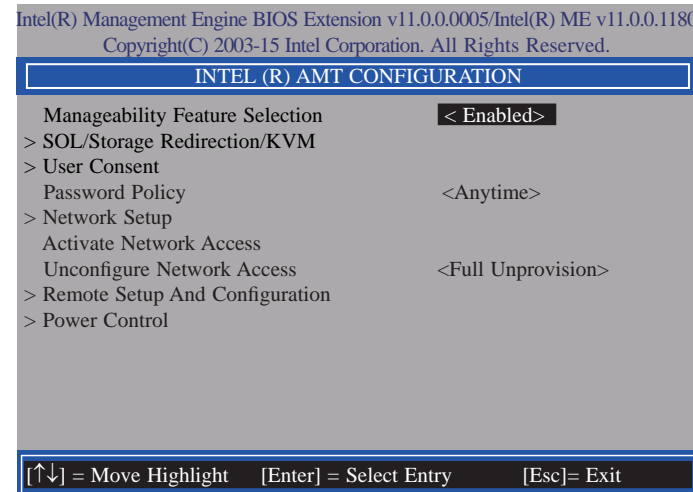 Intel(R) Management Engine BIOS Extension v11.0.0.0005/Intel(R) ME v11.0.0.1180
Copyright(C) 2003-15 Intel Corporation. All Rights Reserved.
INTEL (R) AMT CONFIGURATION
Manageability Feature Selection < Enabled>
> SOL/Storage Redirection/KVM
> User Consent
Password Policy <Anytime>
> Network Setup
Activate Network Access
Unconfigure Network Access <Full Unprovision>
> Remote Setup And Configuration
> Power Control
[↑↓] = Move Highlight [Enter] = Select Entry [Esc]= Exit